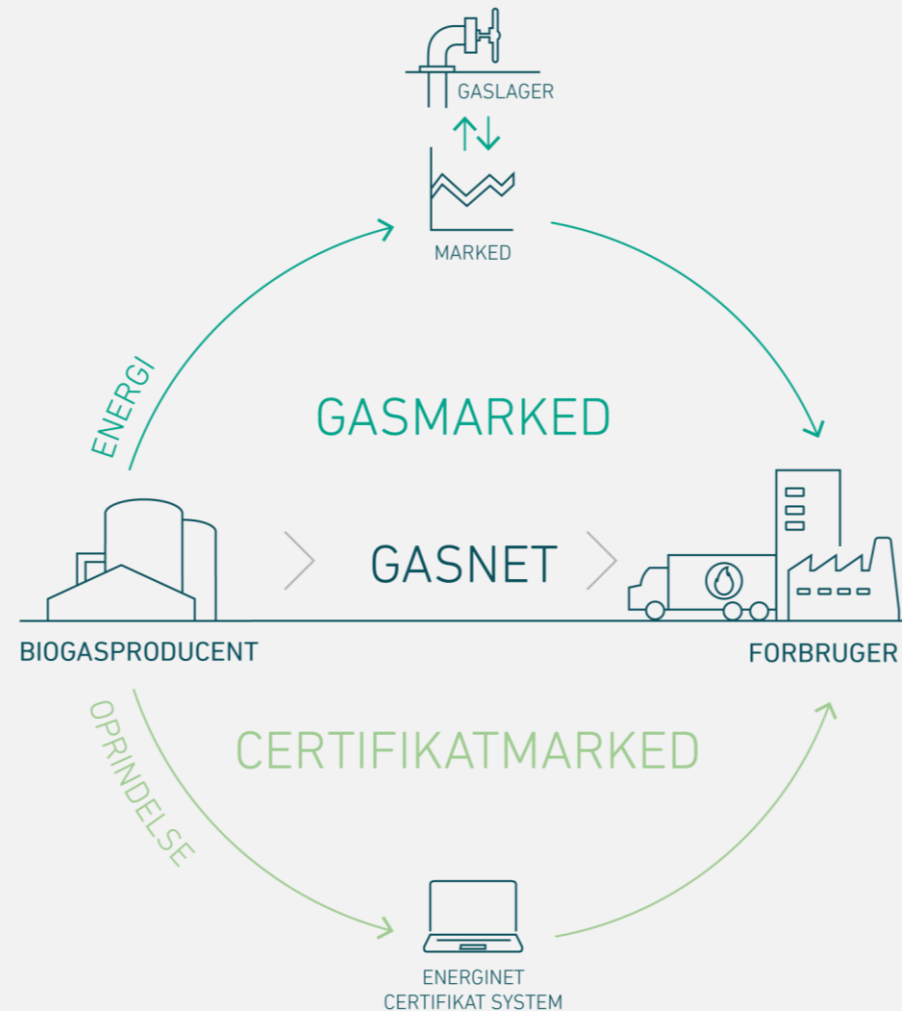 GASLAGER
MARKED
ENERGI
GASMARKED
GASNET
BIOGASPRODUCENT
FORBRUGER
OPRINDELSE
CERTIFIKATMARKED
ENERGINET
CERTIFIKAT SYSTEM